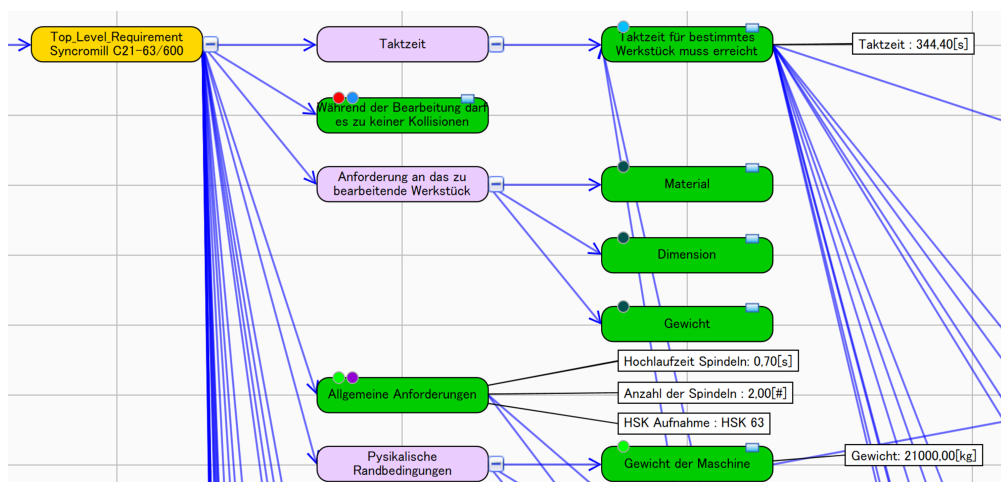 Top_Level_Requirement
Syncromill C21-63/600
Taktzeit
Taktzeit für bestimmtes
Werkstück muss erreicht
Taktzeit : 344,40[s]
Während der Bearbeitung darf
es zu keiner Kollisionen
Anforderung an das zu
bearbeitende Werkstück
Material
Dimension
Gewicht
Allgemeine Anforderungen
Hochlaufzeit Spindeln: 0,70[s]
Anzahl der Spindeln : 2,00[#]
HSK Aufnahme : HSK 63
Pysikalische
Randbedingungen
Gewicht der Maschine
Gewicht: 21000,00[kg]